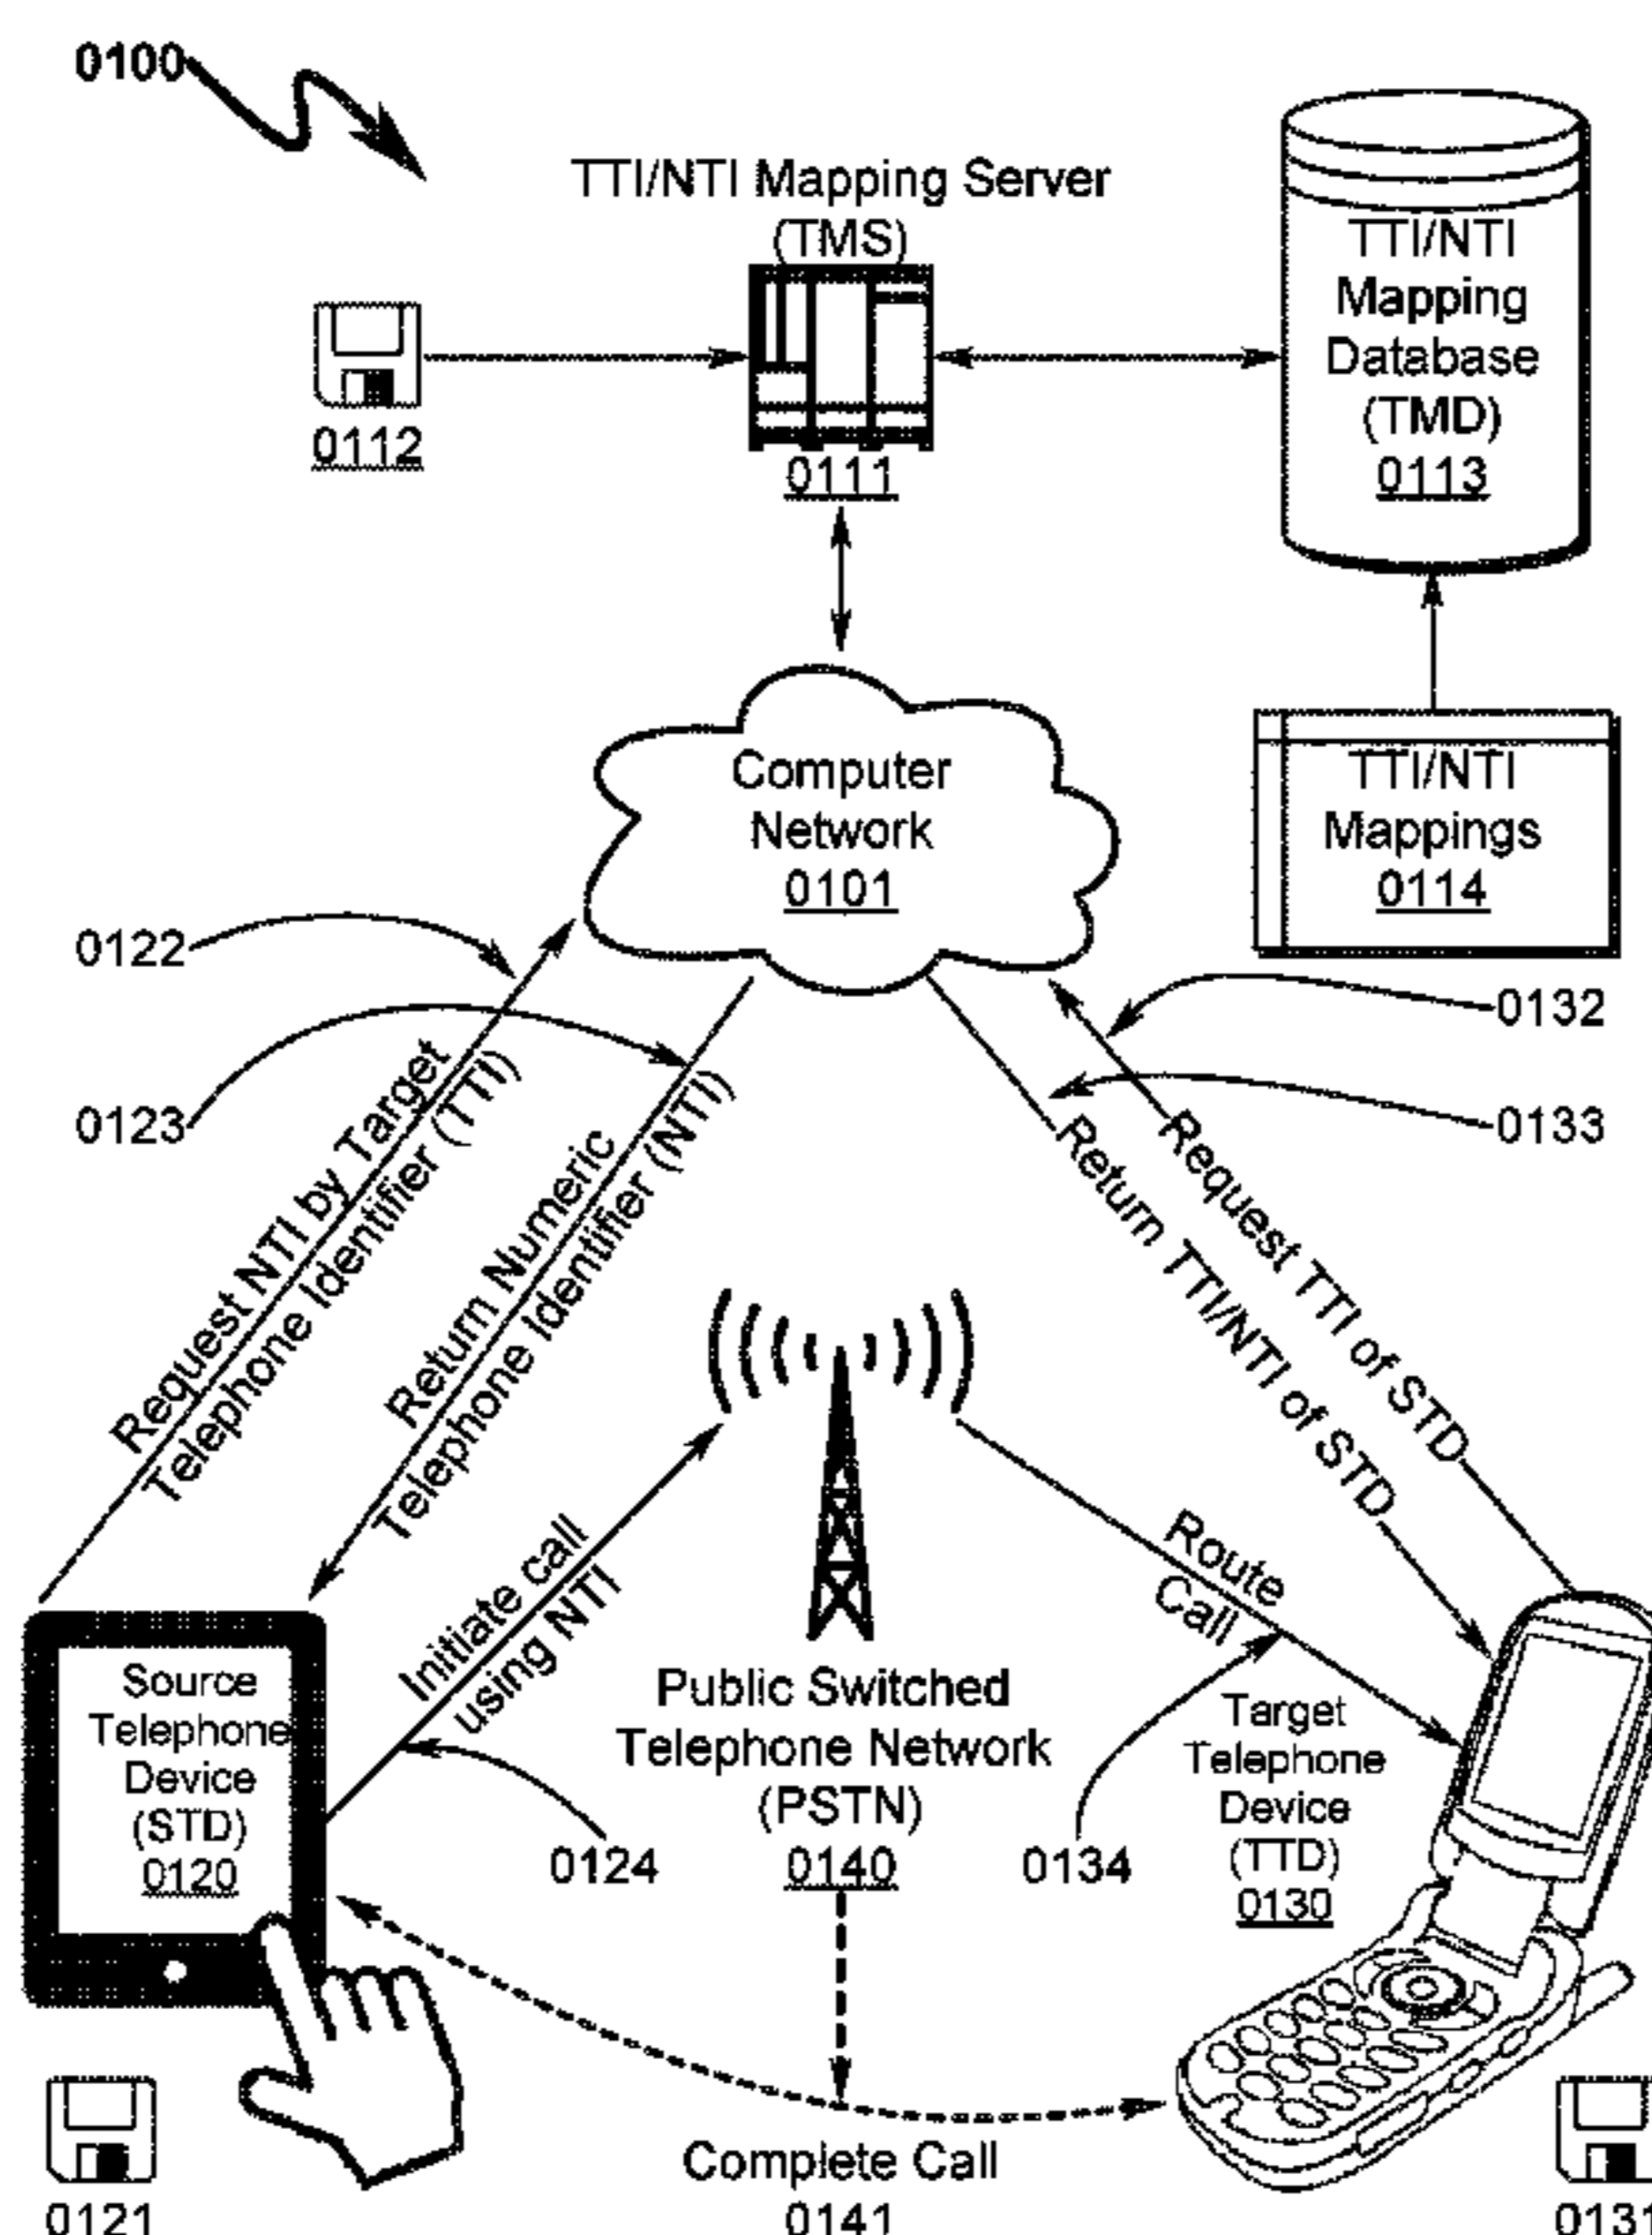 0100
TTI/NTI Mapping Server
(TMS)
0112
0111
TTI/NTI
Mapping
Database
(TMD)
0113
Computer
Network
0101
TTI/NTI
Mappings
0114
0122
0123
0132
0133
Request NTI by Target
Telephone Identifier (TTI)
Return Numeric
Telephone Identifier (NTI)
Request TTI of STD
Return TTI/NTI of STD
Initiate call
using NTI
Route
Call
Source
Telephone
Device
(STD)
0120
Public Switched
Telephone Network
(PSTN)
0140
Target
Telephone
Device
(TTD)
0130
0124
0134
Complete Call
0141
0121
0131